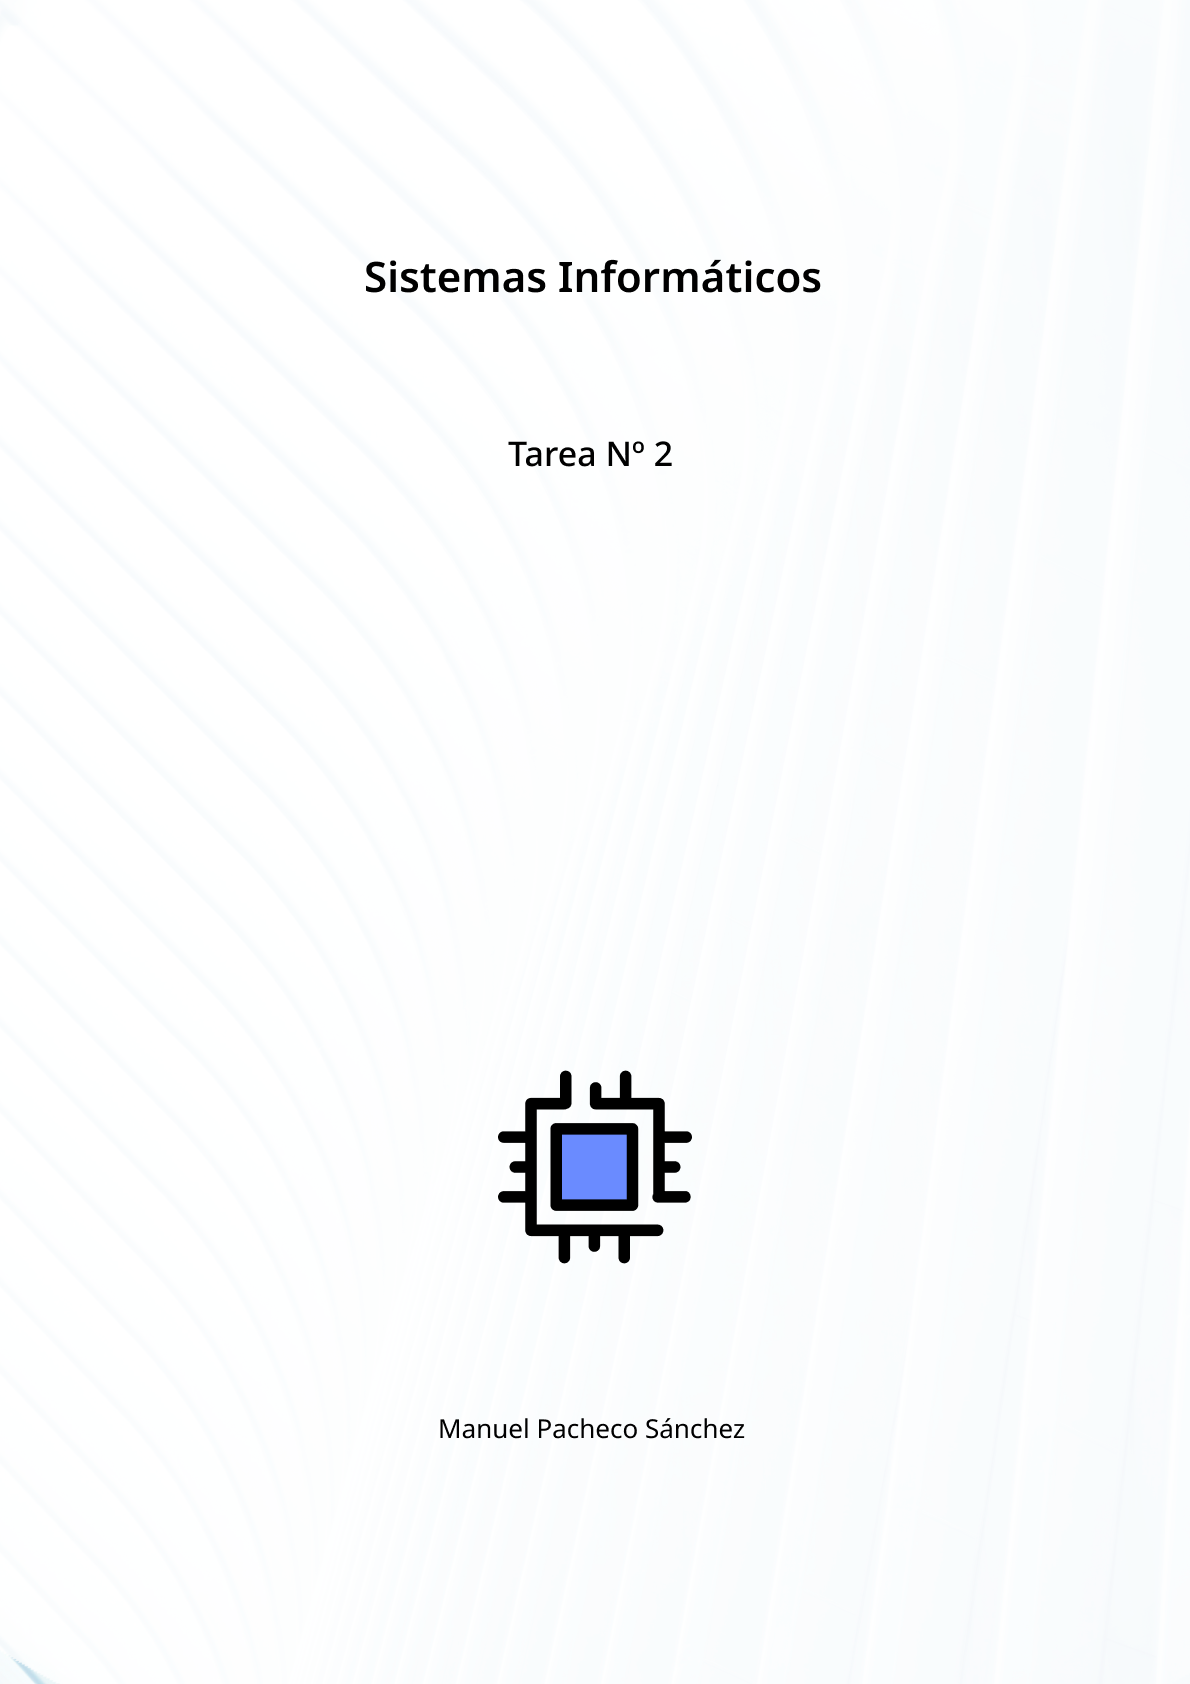 Sistemas Informáticos
Tarea Nº 2
Manuel Pacheco Sánchez